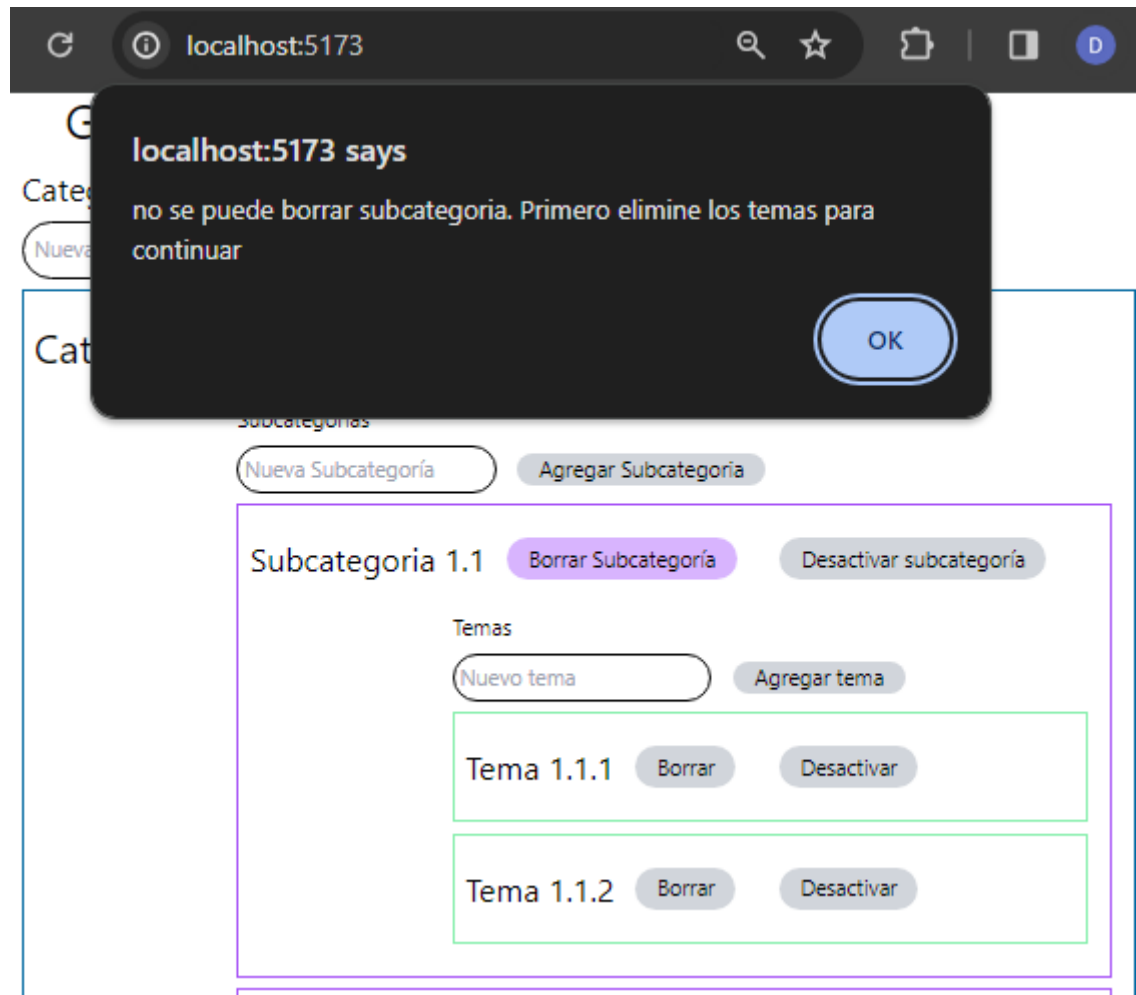 localhost:5173
D
localhost:5173 says
no se puede borrar subcategoria. Primero elimine los temas para
continuar
OK
Subcategorias
Nueva Subcategoría
Agregar Subcategoria
Subcategoria 1.1
Borrar Subcategoría
Desactivar subcategoría
Temas
Nuevo tema
Agregar tema
Tema 1.1.1
Borrar
Desactivar
Tema 1.1.2
Borrar
Desactivar